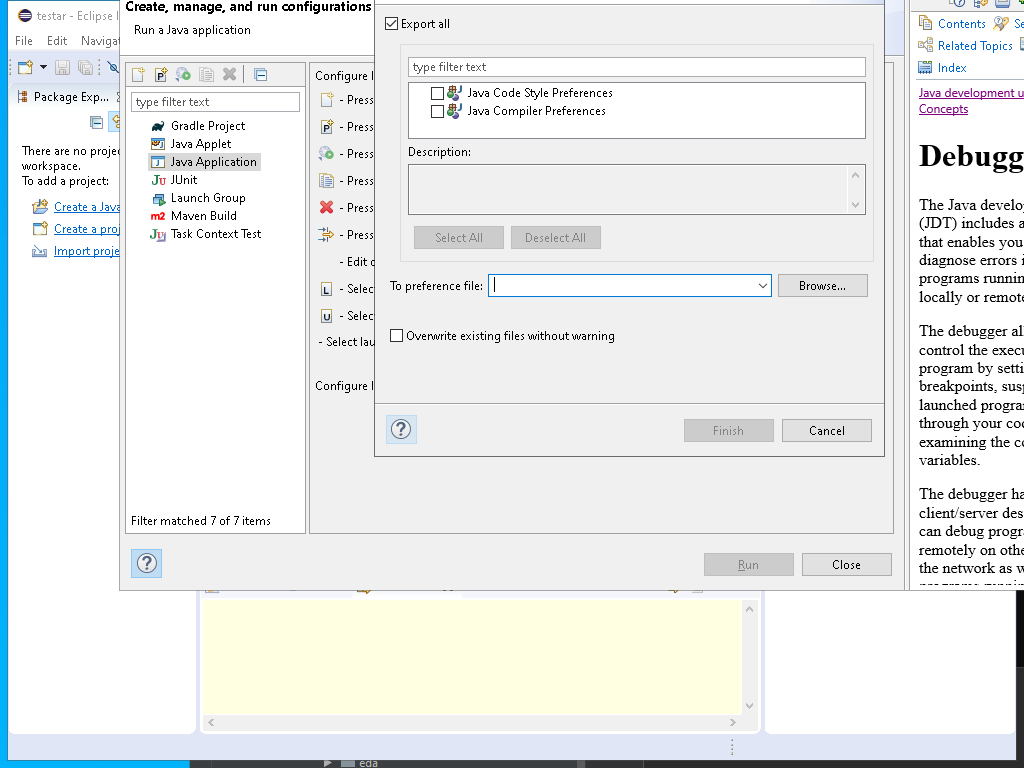 testar - Eclipse I
File Edit Navigat
Package Exp...
There are no projec
workspace.
To add a project:
Create a Java
Create a proj
Import proje
Create, manage, and run configurations
Run a Java application
type filter text
Gradle Project
Java Applet
Java Application
JUnit
Launch Group
Maven Build
Task Context Test
Filter matched 7 of 7 items
Configure l
- Press
- Press
- Press
- Press
- Press
- Press
- Edit c
- Selec
- Selec
- Select lau
Configure l
Run
Close
Export all
type filter text
Java Code Style Preferences
Java Compiler Preferences
Description:
Select All
Deselect All
To preference file:
Browse...
Overwrite existing files without warning
Finish
Cancel
Contents Se
Related Topics
Index
Java development u
Concepts
Debugg
The Java develo
(JDT) includes a
that enables you
diagnose errors i
programs runnin
locally or remote
The debugger all
control the execu
program by setti
breakpoints, susp
launched program
through your coo
examining the co
variables.
The debugger ha
client/server des
can debug progra
remotely on othe
the network as w
eda